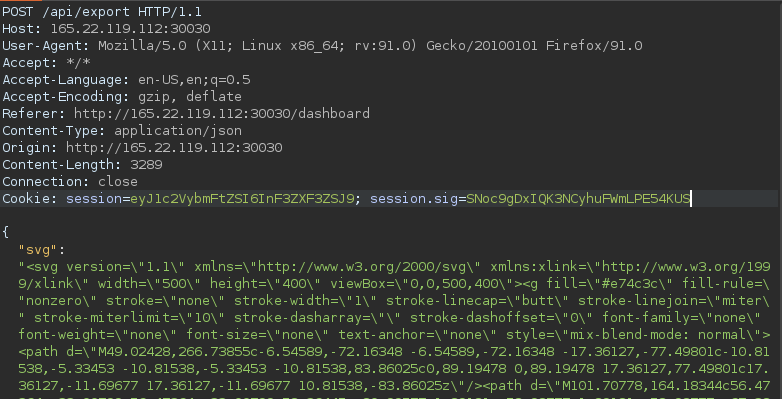 POST /api/export HTTP/1.1
Host: 165.22.119.112:30030
User-Agent: Mozilla/5.0 (X11; Linux x86_64; rv:91.0) Gecko/20100101 Firefox/91.0
Accept: */*
Accept-Language: en-US,en;q=0.5
Accept-Encoding: gzip, deflate
Referer: http://165.22.119.112:30030/dashboard
Content-Type: application/json
Origin: http://165.22.119.112:30030
Content-Length: 3289
Connection: close
Cookie: session=eyJ1c2VybmFtZSI6InF3ZXF3ZSJ9; session.sig=SNoc9gDxIQK3NCyhuFWmLPE54KUS
{
"svg":
"<svg version=\"1.1\" xmlns=\"http://www.w3.org/2000/svg\" xmlns:xlink=\"http://www.w3.org/199
9/xlink\" width=\"500\" height=\"400\" viewBox=\"0,0,500,400\"><g fill=\"#e74c3c\" fill-rule=\
"nonzero\" stroke=\"none\" stroke-width=\"1\" stroke-linecap=\"butt\" stroke-linejoin=\"miter\
" stroke-miterlimit=\"10\" stroke-dasharray=\"\" stroke-dashoffset=\"0\" font-family=\"none\"
font-weight=\"none\" font-size=\"none\" text-anchor=\"none\" style=\"mix-blend-mode: normal\">
<path d=\"M49.02428,266.73855c-6.54589,-72.16348 -6.54589,-72.16348 -17.36127,-77.49801c-10.81
538,-5.33453 -10.81538,-5.33453 -10.81538,83.86025c0,89.19478 0,89.19478 17.36127,77.49801c17.
36127,-11.69677 17.36127,-11.69677 10.81538,-83.86025z\"/><path d=\"M101.70778,164.18344c56.47